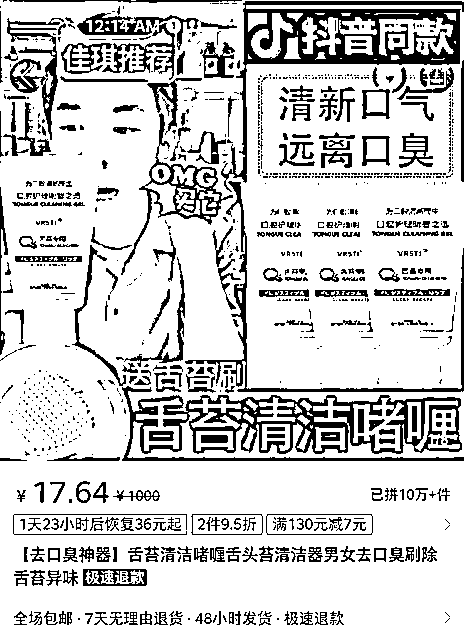 12:14 AM
佳琪推荐
抖音同款
清新口气
远离口臭
OMG
买它
TONGUE CLEANING GEL
VRSTI
TONGUE CLEANING GEL
VRSTI
VRSTI
VRSTI
送舌苔刷
舌苔清洁啫喱
¥17.64 ¥1000 已拼10万+件
1天23小时后恢复36元起 2件9.5折 满130元减7元
【去口臭神器】舌苔清洁啫喱舌头苔清洁器男女去口臭刷除
舌苔异味 极速退款
全场包邮 · 7天无理由退货 · 48小时发货 · 极速退款